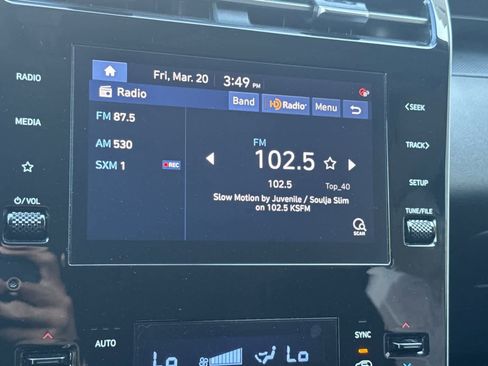 RADIO
MEDIA
⏻/VOL
Fri, Mar. 20 3:49 PM
Radio
Band
HD Radio
Menu
FM 87.5
AM 530
SXM 1
REC
FM
102.5
102.5 Top_40
Slow Motion by Juvenile / Soulja Slim
on 102.5 KSFM
SCAN
< SEEK
TRACK >
SETUP
TUNE/FILE
AUTO
SYNC
Lo
Lo